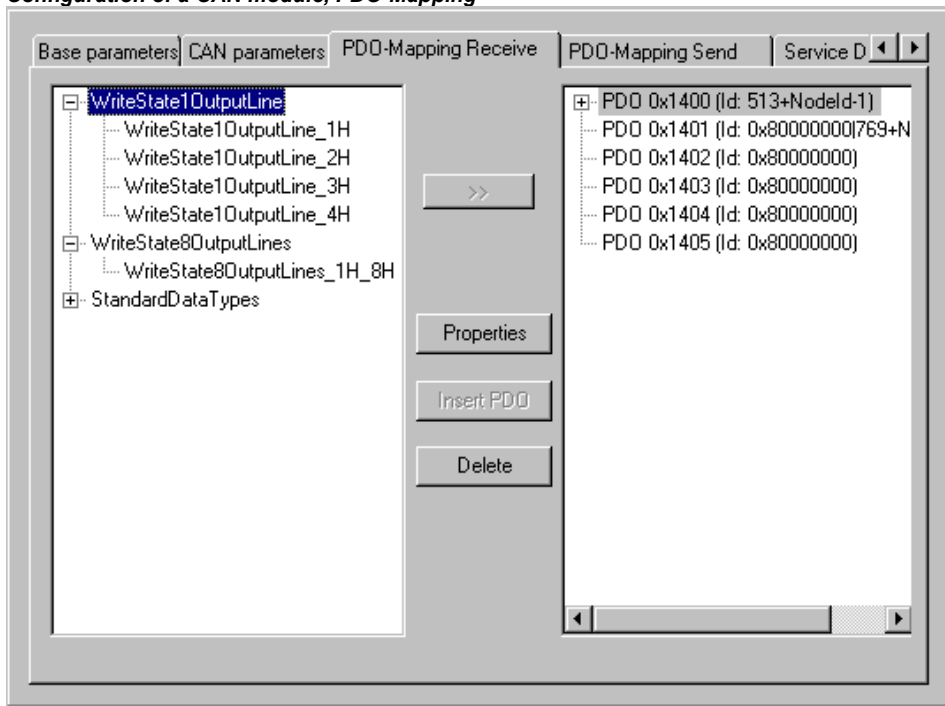 Configuration of a CAN module, PDO-Mapping
Base parameters CAN parameters PDO-Mapping Receive PDO-Mapping Send Service D
WriteState1OutputLine
WriteState1OutputLine_1H
WriteState1OutputLine_2H
WriteState1OutputLine_3H
WriteState1OutputLine_4H
WriteState8OutputLines
WriteState8OutputLines_1H_8H
StandardDataTypes
>>
Properties
Insert PDO
Delete
PDO 0x1400 (Id: 513+NodeId-1)
PDO 0x1401 (Id: 0x80000000|769+N
PDO 0x1402 (Id: 0x80000000)
PDO 0x1403 (Id: 0x80000000)
PDO 0x1404 (Id: 0x80000000)
PDO 0x1405 (Id: 0x80000000)